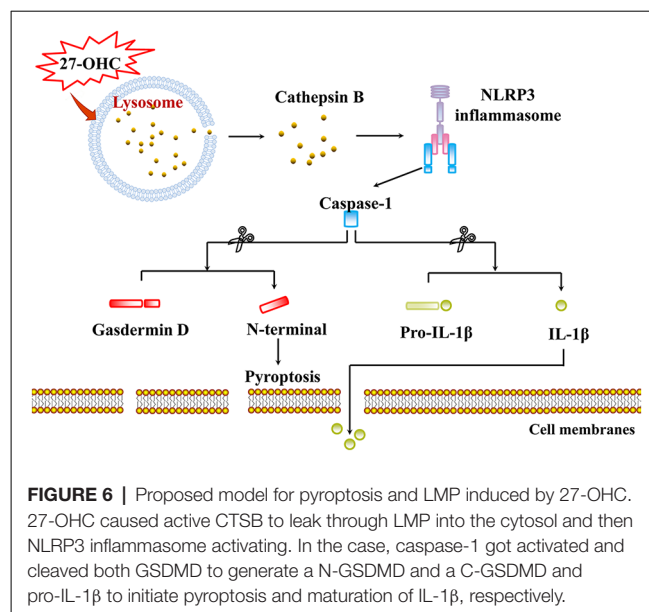 27-OHC
Lysosome
Cathepsin B
NLRP3
inflammasome
Caspase-1
Gasdermin D
N-terminal
Pro-IL-1β
IL-1β
Pyroptosis
Cell membranes
FIGURE 6 | Proposed model for pyroptosis and LMP induced by 27-OHC.
27-OHC caused active CTSB to leak through LMP into the cytosol and then
NLRP3 inflammasome activating. In the case, caspase-1 got activated and
cleaved both GSDMD to generate a N-GSDMD and a C-GSDMD and
pro-IL-1β to initiate pyroptosis and maturation of IL-1β, respectively.